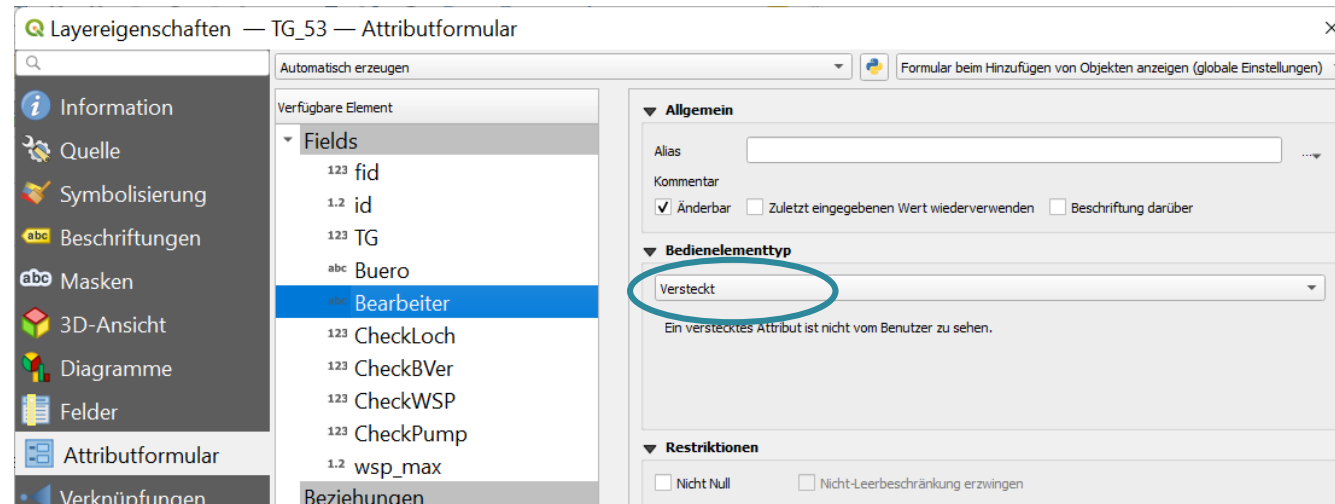 Layereigenschaften — TG_53 — Attributformular
Automatisch erzeugen
Formular beim Hinzufügen von Objekten anzeigen (globale Einstellungen)
Information
Quelle
Symbolisierung
abc Beschriftungen
abc Masken
3D-Ansicht
Diagramme
Felder
Attributformular
Verknüpfungen
Verfügbare Element
Fields
123 fid
1.2 id
123 TG
abc Buero
abc Bearbeiter
123 CheckLoch
123 CheckBVer
123 CheckWSP
123 CheckPump
1.2 wsp_max
Beziehungen
Allgemein
Alias
...
Kommentar
Änderbar Zuletzt eingegebenen Wert wiederverwenden Beschriftung darüber
Bedienelementtyp
Versteckt
Ein verstecktes Attribut ist nicht vom Benutzer zu sehen.
Restriktionen
Nicht Null Nicht-Leerbeschränkung erzwingen